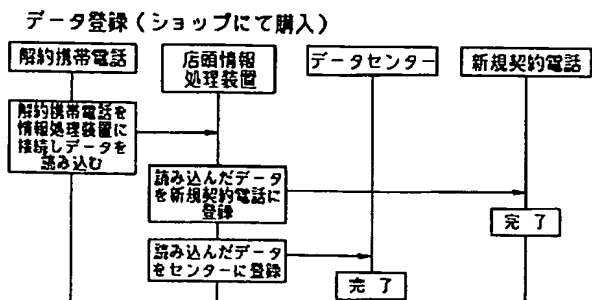 データ登録(ショップにて購入)
解約携帯電話
店頭情報
処理装置
データセンター
新規契約電話
解約携帯電話を
情報処理装置に
接続しデータを
読み込む
読み込んだデータ
を新規契約電話に
登録
完了
読み込んだデータ
をセンターに登録
完了